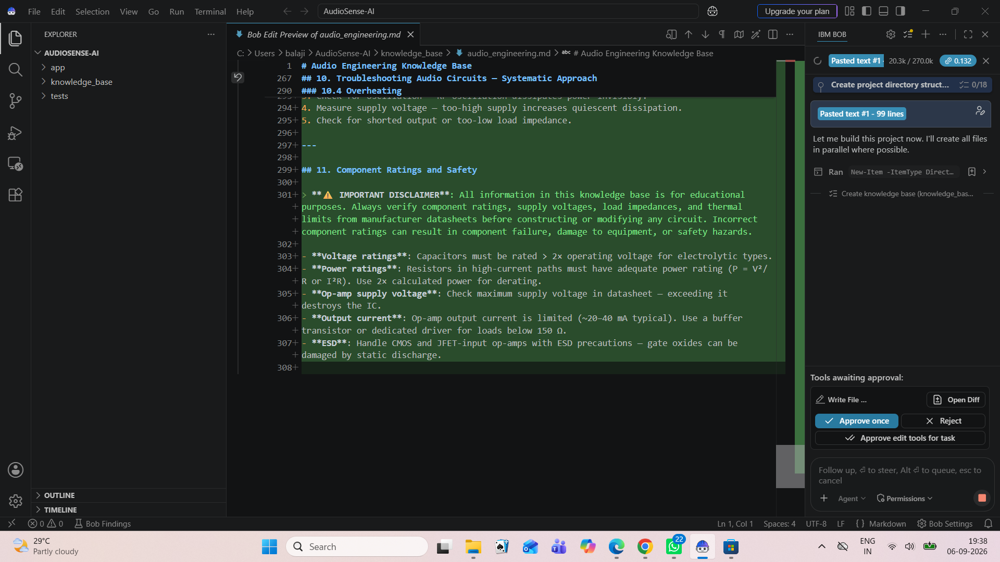 File Edit Selection View Go Run Terminal Help
AudioSense-AI
Upgrade your plan
EXPLORER
AUDIOSENSE-AI
app
knowledge_base
tests
OUTLINE
TIMELINE
Bob Edit Preview of audio_engineering.md
C: > Users > balaji > AudioSense-AI > knowledge_base > audio_engineering.md > abc # Audio Engineering Knowledge Base
1 # Audio Engineering Knowledge Base
267 ## 10. Troubleshooting Audio Circuits — Systematic Approach
290 ### 10.4 Overheating
294+ 4. Measure supply voltage — too-high supply increases quiescent dissipation.
295+ 5. Check for shorted output or too-low load impedance.
296+
297+ ---
298+
299+ ## 11. Component Ratings and Safety
300+
301+ > **⚠ IMPORTANT DISCLAIMER**: All information in this knowledge base is for educational
+ purposes. Always verify component ratings, supply voltages, load impedances, and thermal
+ limits from manufacturer datasheets before constructing or modifying any circuit. Incorrect
+ component ratings can result in component failure, damage to equipment, or safety hazards.
302+
303+ - **Voltage ratings**: Capacitors must be rated > 2× operating voltage for electrolytic types.
304+ - **Power ratings**: Resistors in high-current paths must have adequate power rating (P = V²/
+ R or I²R). Use 2× calculated power for derating.
305+ - **Op-amp supply voltage**: Check maximum supply voltage in datasheet — exceeding it
+ destroys the IC.
306+ - **Output current**: Op-amp output current is limited (~20–40 mA typical). Use a buffer
+ transistor or dedicated driver for loads below 150 Ω.
307+ - **ESD**: Handle CMOS and JFET-input op-amps with ESD precautions — gate oxides can be
+ damaged by static discharge.
308+
IBM BOB
Pasted text #1 - 20.3k / 270.0k 0.132
Create project directory struct... 0/18
Pasted text #1 - 99 lines
Let me build this project now. I'll create all files
in parallel where possible.
Ran New-Item -ItemType Direct...
Create knowledge base (knowledge_bas...
Tools awaiting approval:
Write File ... Open Diff
Approve once Reject
Approve edit tools for task
Follow up, ⏎ to steer, Alt ⏎ to queue, esc to
cancel
Agent Permissions
0 0 Bob Findings
Ln 1, Col 1 Spaces: 4 UTF-8 LF { } Markdown Bob Settings
29°C
Partly cloudy
Search
22
ENG
IN
19:38
06-09-2026